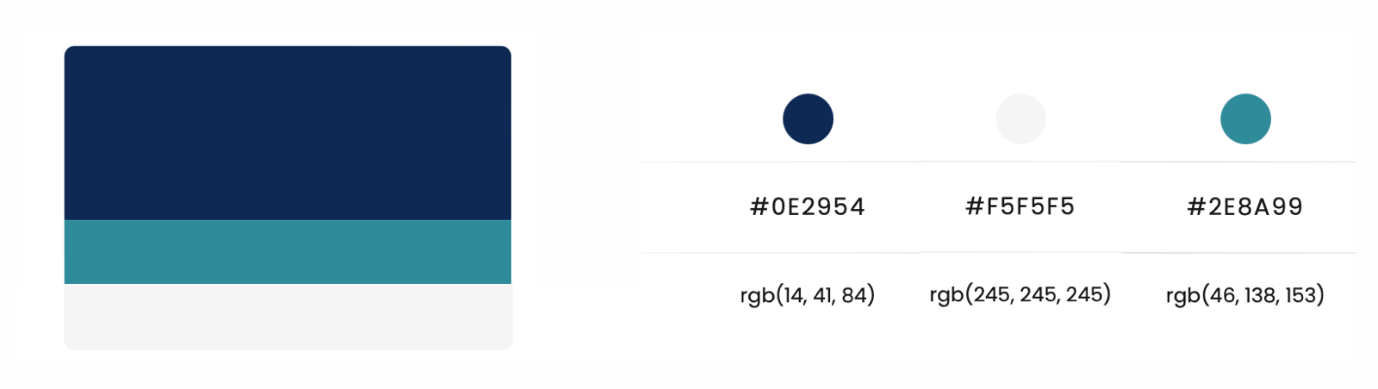 #0E2954 #F5F5F5 #2E8A99
rgb(14, 41, 84) rgb(245, 245, 245) rgb(46, 138, 153)